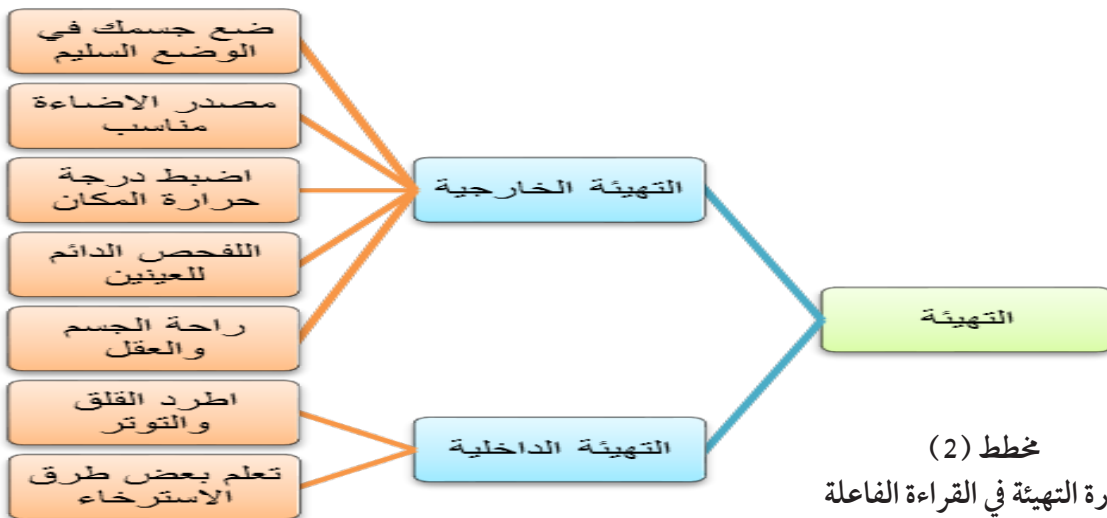 التهيئة
التهيئة الخارجية
ضع جسمك في
الوضع السليم
مصدر الاضاءة
مناسب
اضبط درجة
حرارة المكان
اللفحص الدائم
للعينين
راحة الجسم
والعقل
التهيئة الداخلية
اطرد القلق
والتوتر
تعلم بعض طرق
الاسترخاء
مخطط (2)
رة التهيئة في القراءة الفاعلة